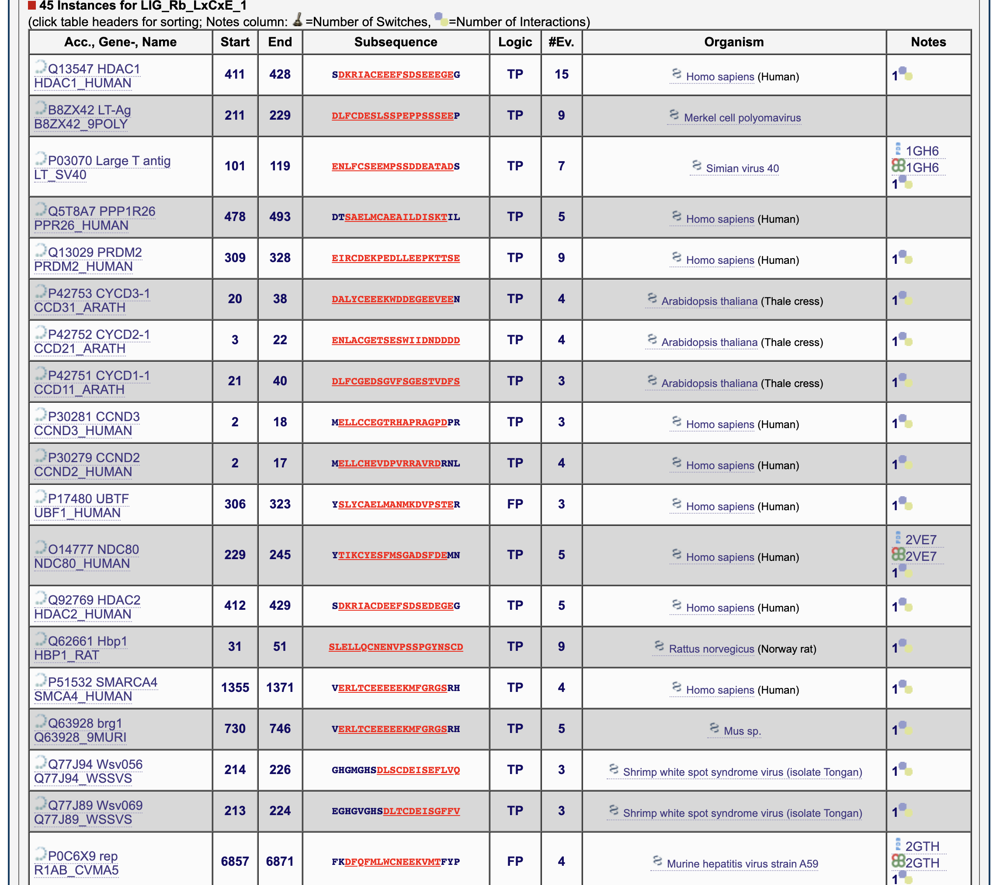 45 Instances for LIG_Rb_LxCxE_1
(click table headers for sorting; Notes column: =Number of Switches, =Number of Interactions)
Acc., Gene-, Name Start End Subsequence Logic #Ev. Organism Notes
Q13547 HDAC1
HDAC1_HUMAN 411 428 SDKRIACEEEFSDSEEEGEG TP 15 Homo sapiens (Human) 1
B8ZX42 LT-Ag
B8ZX42_9POLY 211 229 DLFCDESLSSPEPPSSSEEP TP 9 Merkel cell polyomavirus
P03070 Large T antig
LT_SV40 101 119 ENLFCSEEMPSSDDEATADS TP 7 Simian virus 40 1GH6
1GH6
1
Q5T8A7 PPP1R26
PPR26_HUMAN 478 493 DTSAELMCAEAILDISKTIL TP 5 Homo sapiens (Human)
Q13029 PRDM2
PRDM2_HUMAN 309 328 EIRCDEKPEDLLEEPKTTSE TP 9 Homo sapiens (Human) 1
P42753 CYCD3-1
CCD31_ARATH 20 38 DALYCEEEKWDDEGEEVEEN TP 4 Arabidopsis thaliana (Thale cress) 1
P42752 CYCD2-1
CCD21_ARATH 3 22 ENLACGETSESWIIDNDDDD TP 4 Arabidopsis thaliana (Thale cress) 1
P42751 CYCD1-1
CCD11_ARATH 21 40 DLFCGEDSGVFSGESTVDFS TP 3 Arabidopsis thaliana (Thale cress) 1
P30281 CCND3
CCND3_HUMAN 2 18 MELLCCEGTRHAPRAGPDPR TP 3 Homo sapiens (Human) 1
P30279 CCND2
CCND2_HUMAN 2 17 MELLCHEVDPVRRAVRDRNL TP 4 Homo sapiens (Human) 1
P17480 UBTF
UBF1_HUMAN 306 323 YSLYCAELMANMKDVPSTER FP 3 Homo sapiens (Human) 1
O14777 NDC80
NDC80_HUMAN 229 245 YTIKCYESFMSGADSFDEMN TP 5 Homo sapiens (Human) 2VE7
2VE7
1
Q92769 HDAC2
HDAC2_HUMAN 412 429 SDKRIACDEEFSDSEDEGEG TP 5 Homo sapiens (Human) 1
Q62661 Hbp1
HBP1_RAT 31 51 SLELLQCNENVPSSPGYNSCD TP 9 Rattus norvegicus (Norway rat) 1
P51532 SMARCA4
SMCA4_HUMAN 1355 1371 VERLTCEEEEEKMFGRGSRH TP 4 Homo sapiens (Human) 1
Q63928 brg1
Q63928_9MURI 730 746 VERLTCEEEEEKMFGRGSRH TP 5 Mus sp. 1
Q77J94 Wsv056
Q77J94_WSSVS 214 226 GHGMGHSDLSCDEISEFLVQ TP 3 Shrimp white spot syndrome virus (isolate Tongan) 1
Q77J89 Wsv069
Q77J89_WSSVS 213 224 EGHGVGHSDLTCDEISGFFV TP 3 Shrimp white spot syndrome virus (isolate Tongan) 1
P0C6X9 rep
R1AB_CVMA5 6857 6871 FKDFQFMLWCNEEKVMTFYP FP 4 Murine hepatitis virus strain A59 2GTH
2GTH
1